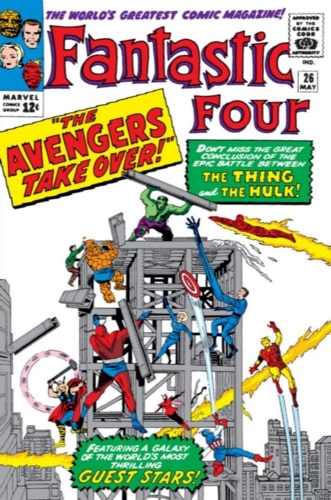 THE WORLD'S GREATEST COMIC MAGAZINE!
Fantastic
Four
APPROVED
BY THE
COMICS
CODE
AUTHORITY
IND.
26
MAY
MARVEL
COMICS
GROUP
12¢
"THE
AVENGERS
TAKE OVER!"
DON'T MISS THE GREAT
CONCLUSION OF THE
EPIC BATTLE BETWEEN
THE THING
and THE HULK!
FEATURING A GALAXY
OF THE WORLD'S MOST
THRILLING
GUEST STARS!